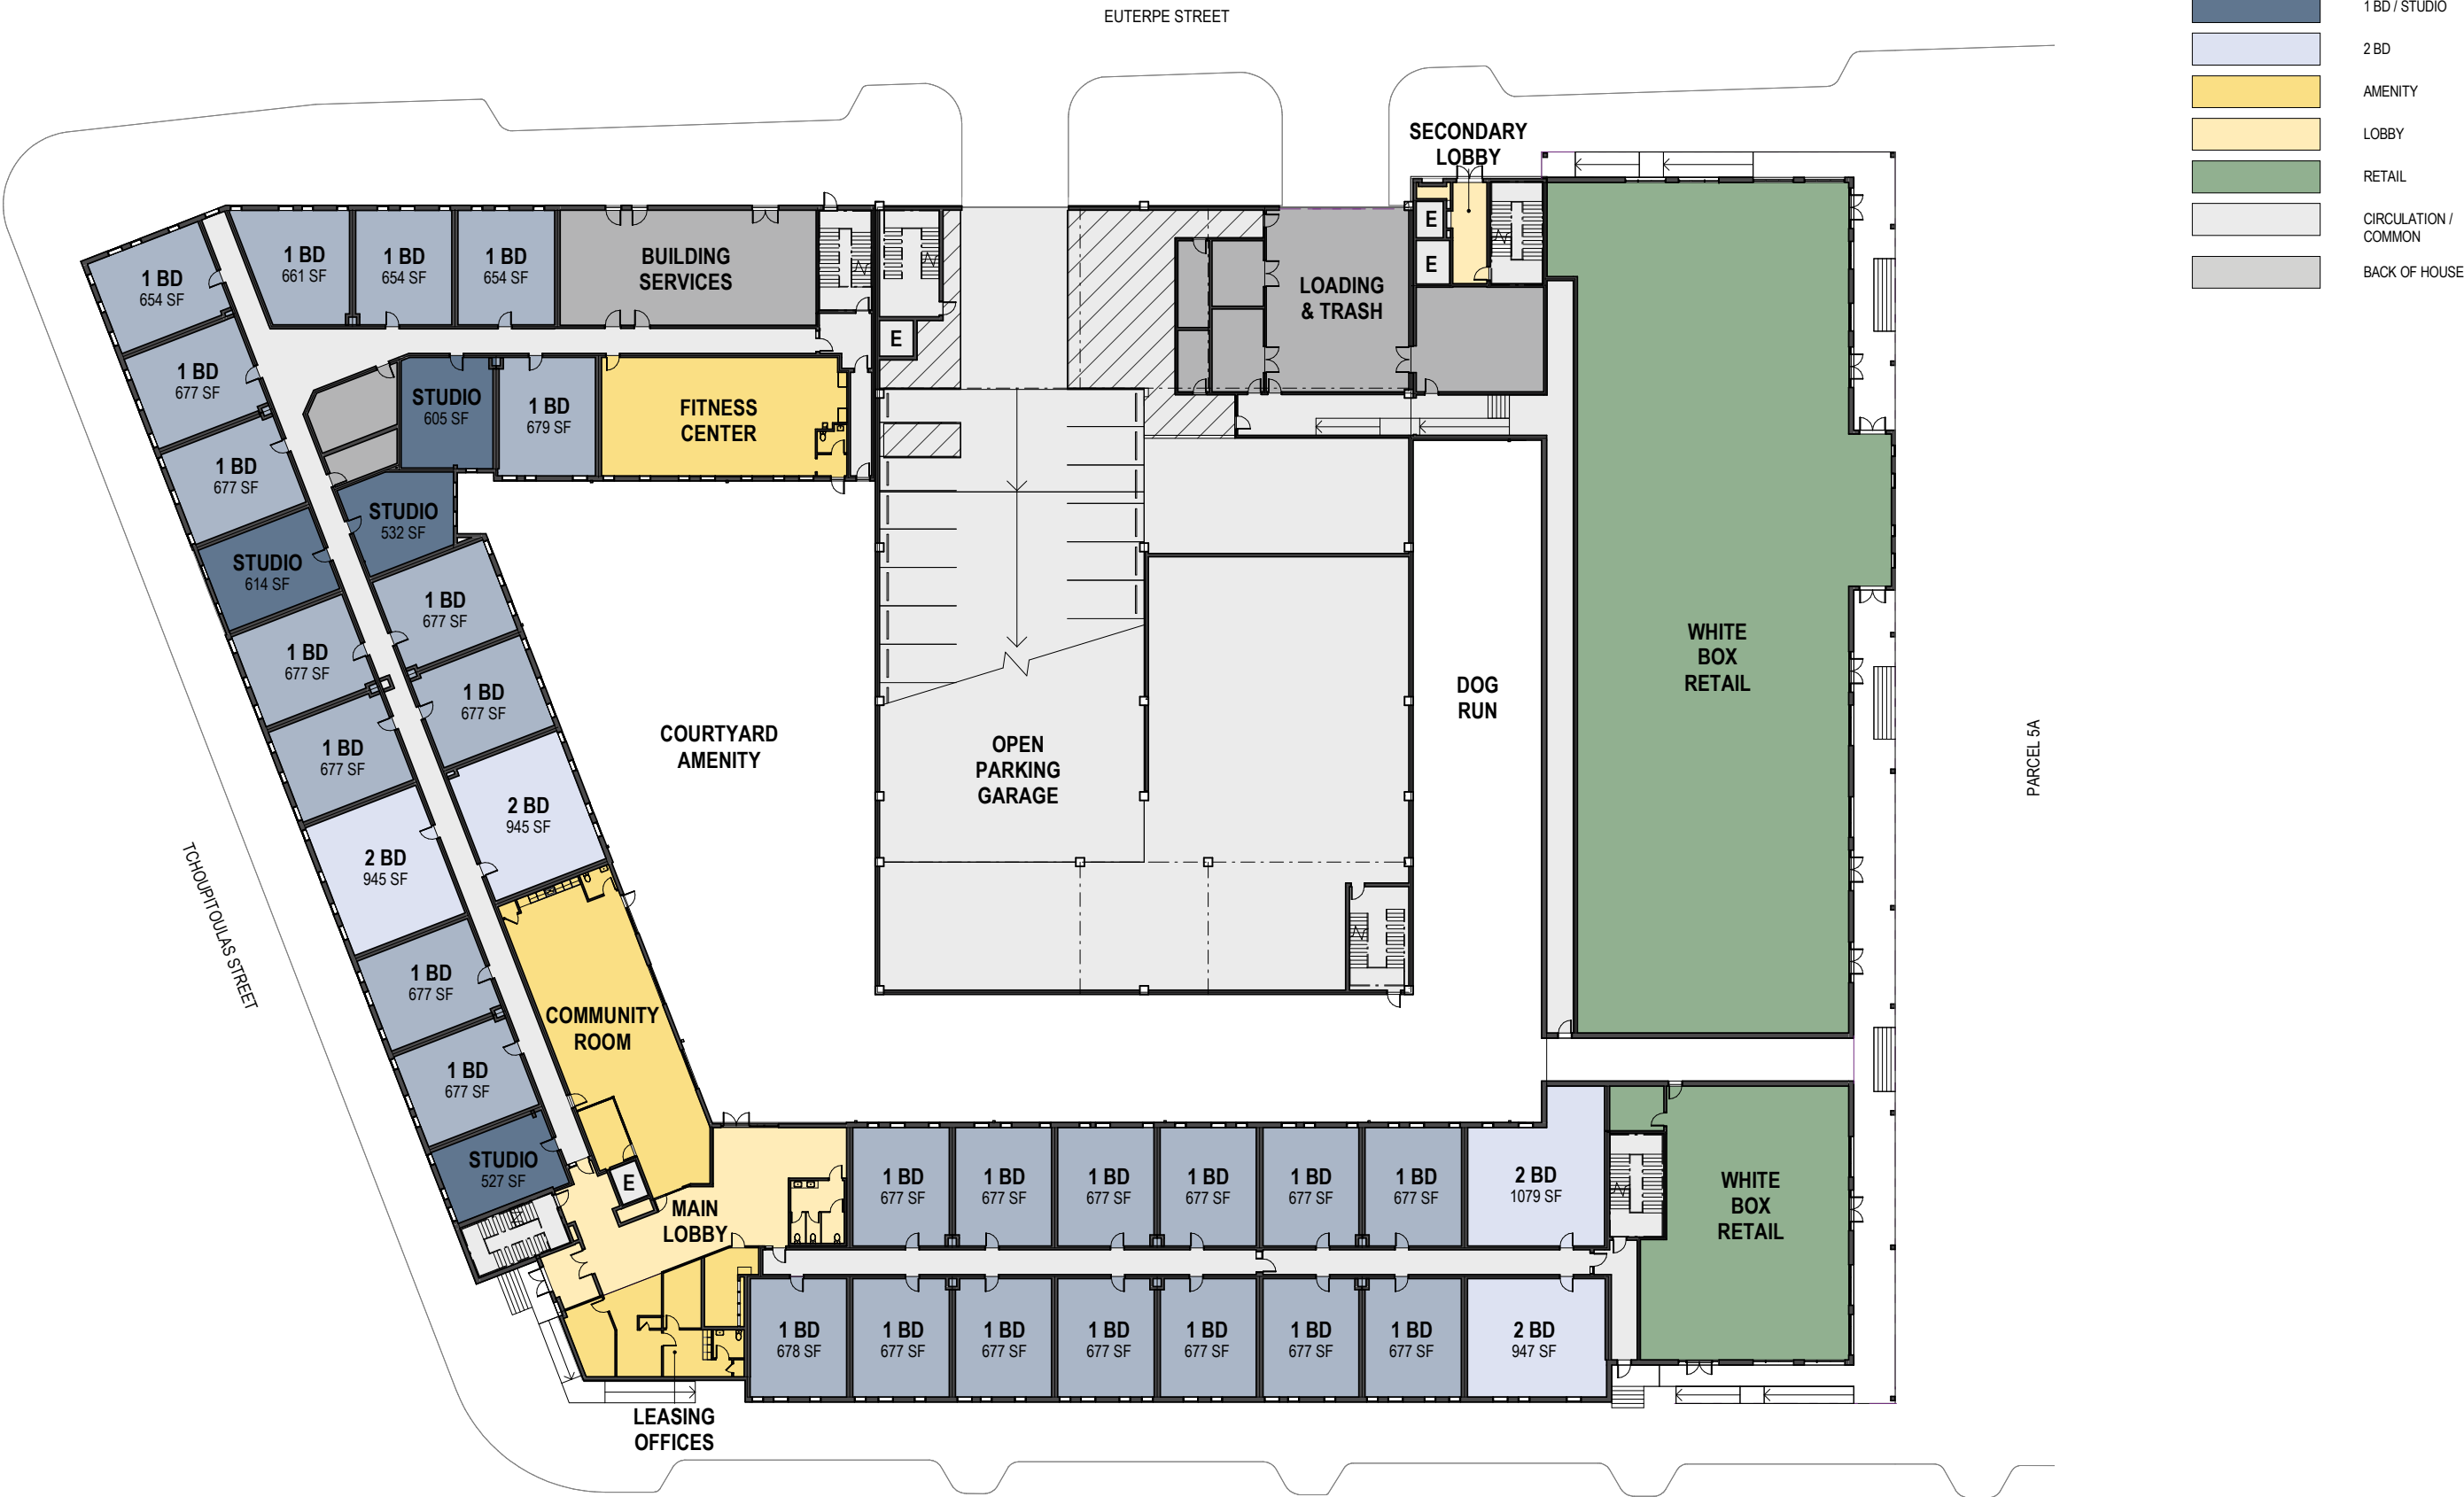 EUTERPE STREET
1 BD / STUDIO
2 BD
AMENITY
LOBBY
RETAIL
CIRCULATION /
COMMON
BACK OF HOUSE
SECONDARY
LOBBY
E
E
1 BD
654 SF
1 BD
661 SF
1 BD
654 SF
1 BD
654 SF
BUILDING
SERVICES
LOADING
& TRASH
E
1 BD
677 SF
STUDIO
605 SF
1 BD
679 SF
FITNESS
CENTER
1 BD
677 SF
STUDIO
532 SF
STUDIO
614 SF
1 BD
677 SF
1 BD
677 SF
1 BD
677 SF
1 BD
677 SF
2 BD
945 SF
2 BD
945 SF
COURTYARD
AMENITY
OPEN
PARKING
GARAGE
DOG
RUN
WHITE
BOX
RETAIL
PARCEL 5A
TCHOUPITOULAS STREET
1 BD
677 SF
COMMUNITY
ROOM
1 BD
677 SF
STUDIO
527 SF
E
MAIN
LOBBY
1 BD
677 SF
1 BD
677 SF
1 BD
677 SF
1 BD
677 SF
1 BD
677 SF
1 BD
677 SF
2 BD
1079 SF
WHITE
BOX
RETAIL
1 BD
678 SF
1 BD
677 SF
1 BD
677 SF
1 BD
677 SF
1 BD
677 SF
1 BD
677 SF
1 BD
677 SF
2 BD
947 SF
LEASING
OFFICES